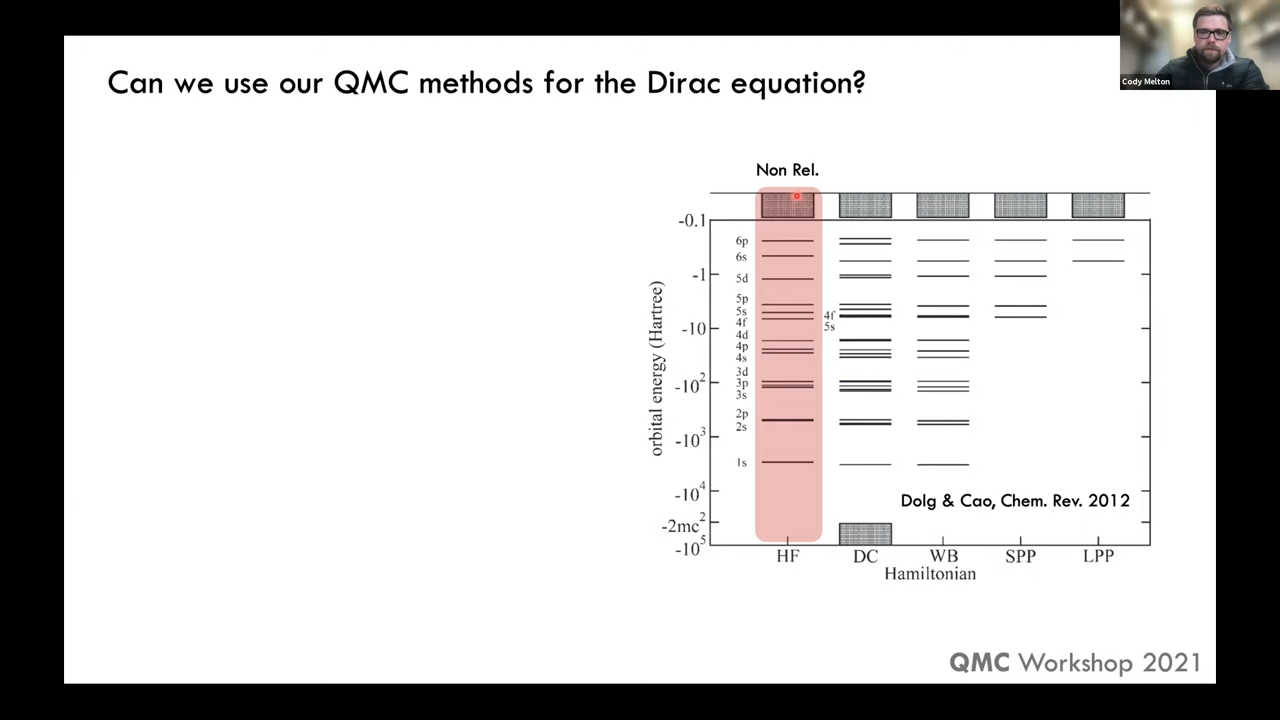 Cody Melton
Can we use our QMC methods for the Dirac equation?
Non Rel.
-0.1
6p
6s
-1
5d
5p
5s
4f
4f
5s
-10
4d
4p
4s
3d
-10²
3p
3s
2p
2s
-10³
1s
-10⁴
-2mc²
-10⁵
orbital energy (Hartree)
Dolg & Cao, Chem. Rev. 2012
HF DC WB SPP LPP
Hamiltonian
QMC Workshop 2021